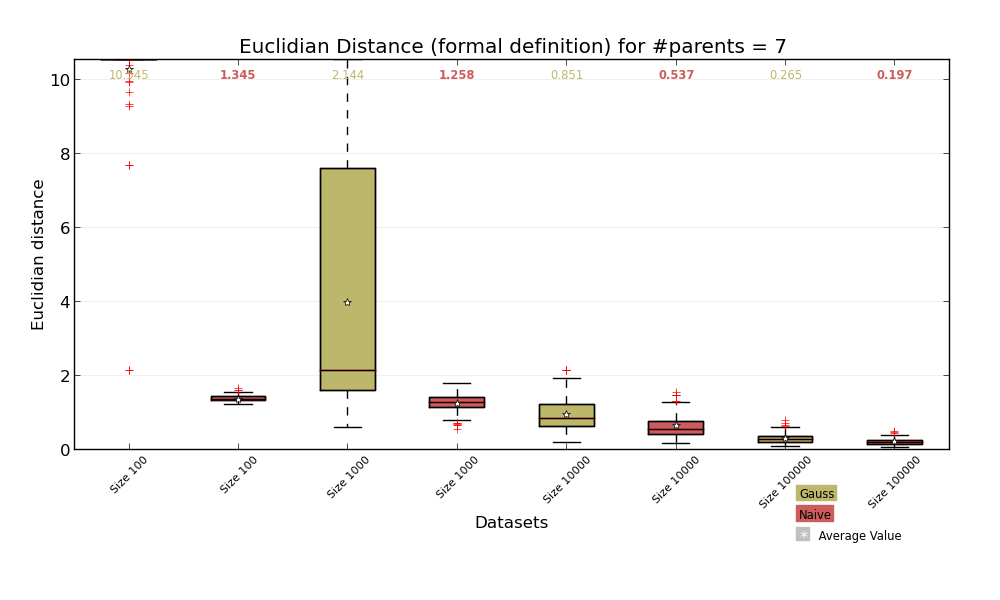 Euclidian Distance (formal definition) for #parents = 7
1.345 2.144 1.258 0.851 0.537 0.265 0.197
10
8
6
4
2
0
Euclidian distance
Size 100 Size 100 Size 1000 Size 1000 Size 10000 Size 10000 Size 100000 Size 100000
Datasets
Gauss
Naive
Average Value